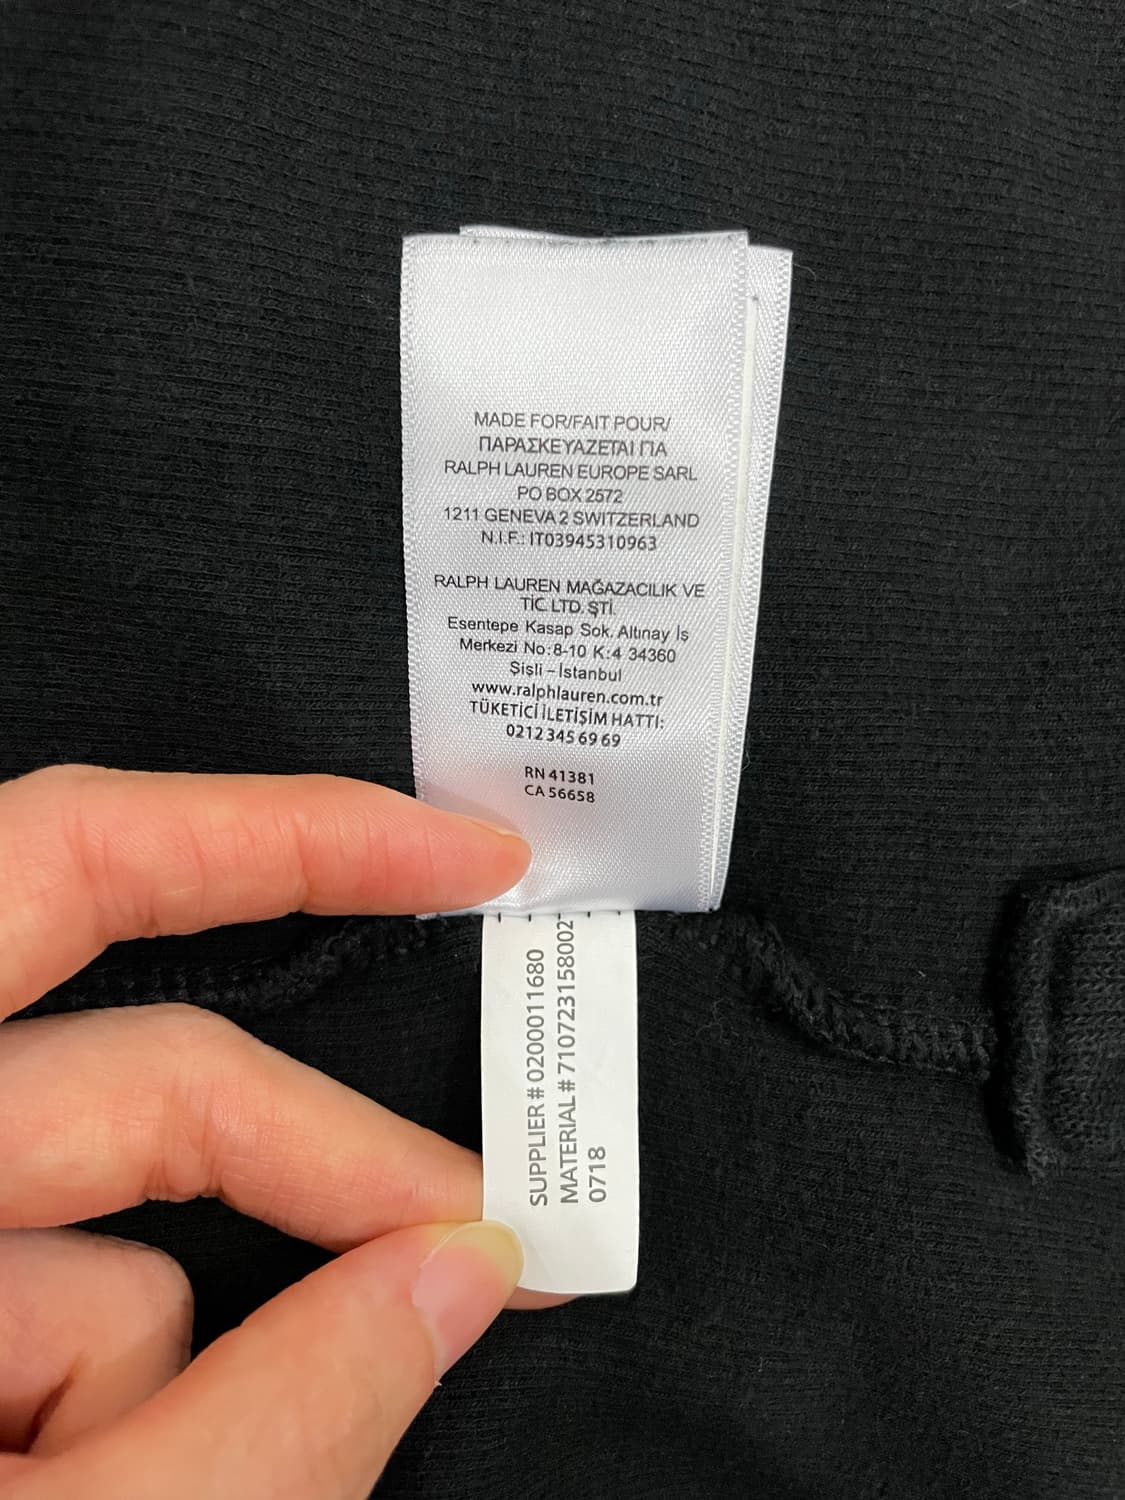 MADE FOR/FAIT POUR/
ΠΑΡΑΣΚΕΥΑΖΕΤΑΙ ΓΙΑ
RALPH LAUREN EUROPE SARL
PO BOX 2572
1211 GENEVA 2 SWITZERLAND
N.I.F.: IT03945310963
RALPH LAUREN MAĞAZACILIK VE
TİC. LTD. ŞTİ.
Esentepe Kasap Sok. Altınay İs
Merkezi No:8-10 K:4 34360
Şişli – İstanbul
www.ralphlauren.com.tr
TÜKETİCİ İLETİŞİM HATTI:
0212 345 69 69
RN 41381
CA 56658
SUPPLIER # 0200011680
MATERIAL # 710723158002
0718